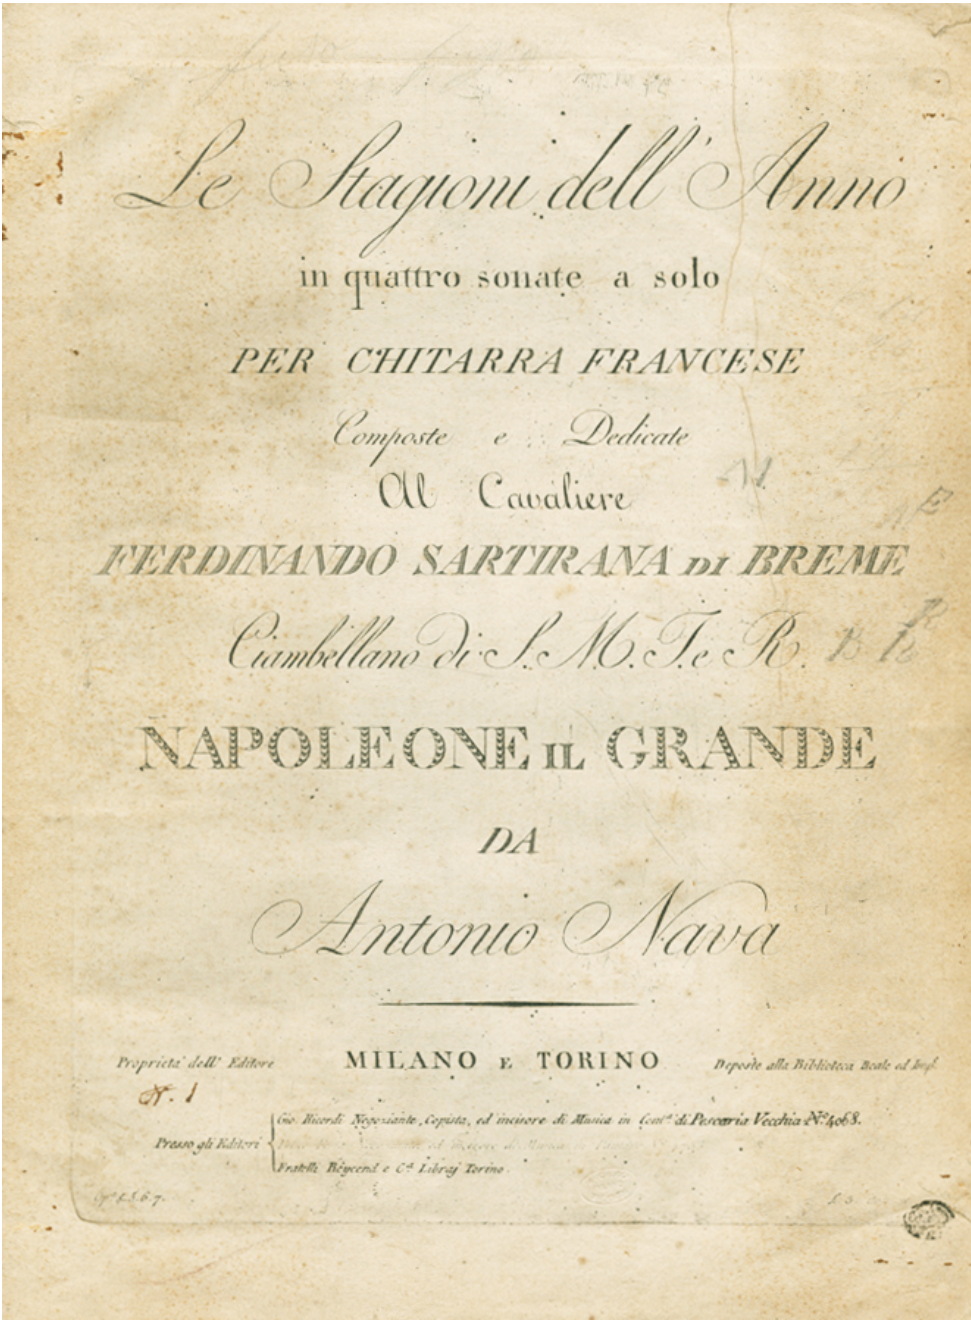 Le Stagioni dell' Anno
in quattro sonate a solo
PER CHITARRA FRANCESE
Composte e Dedicate
Al Cavaliere
FERDINANDO SARTIRANA DI BREME
Ciambellano di S. M. I. e R.
NAPOLEONE IL GRANDE
DA
Antonio Nava
Proprietà dell' Editore MILANO E TORINO Deposte alla Biblioteca Reale ed Imp.
N. 1
Gio. Ricordi Negoziante, Copista, ed incisore di Musica in Cont.a di Pescaria Vecchia N.o 4068.
Presso gli Editori
Fratelli Reycend e C.a Libraj Torino